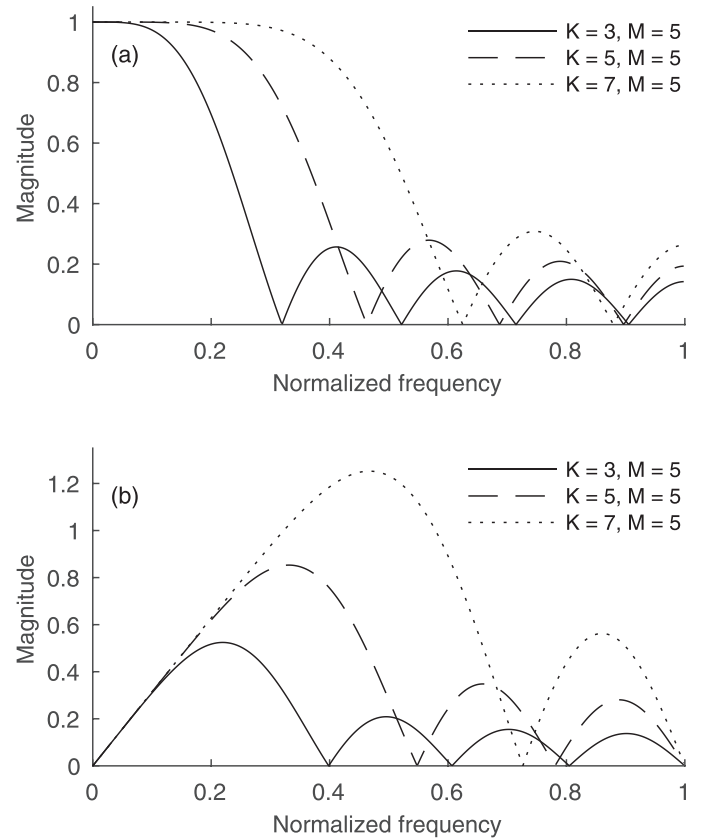 1
(a)
K = 3, M = 5
0.8
K = 5, M = 5
K = 7, M = 5
0.6
Magnitude
0.4
0.2
0
0 0.2 0.4 0.6 0.8 1
Normalized frequency
(b)
K = 3, M = 5
1.2
K = 5, M = 5
1
K = 7, M = 5
0.8
Magnitude
0.6
0.4
0.2
0
0 0.2 0.4 0.6 0.8 1
Normalized frequency